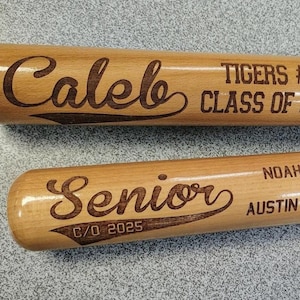 Caleb
TIGERS
CLASS OF
Senior
C/O 2025
NOAH
AUSTIN